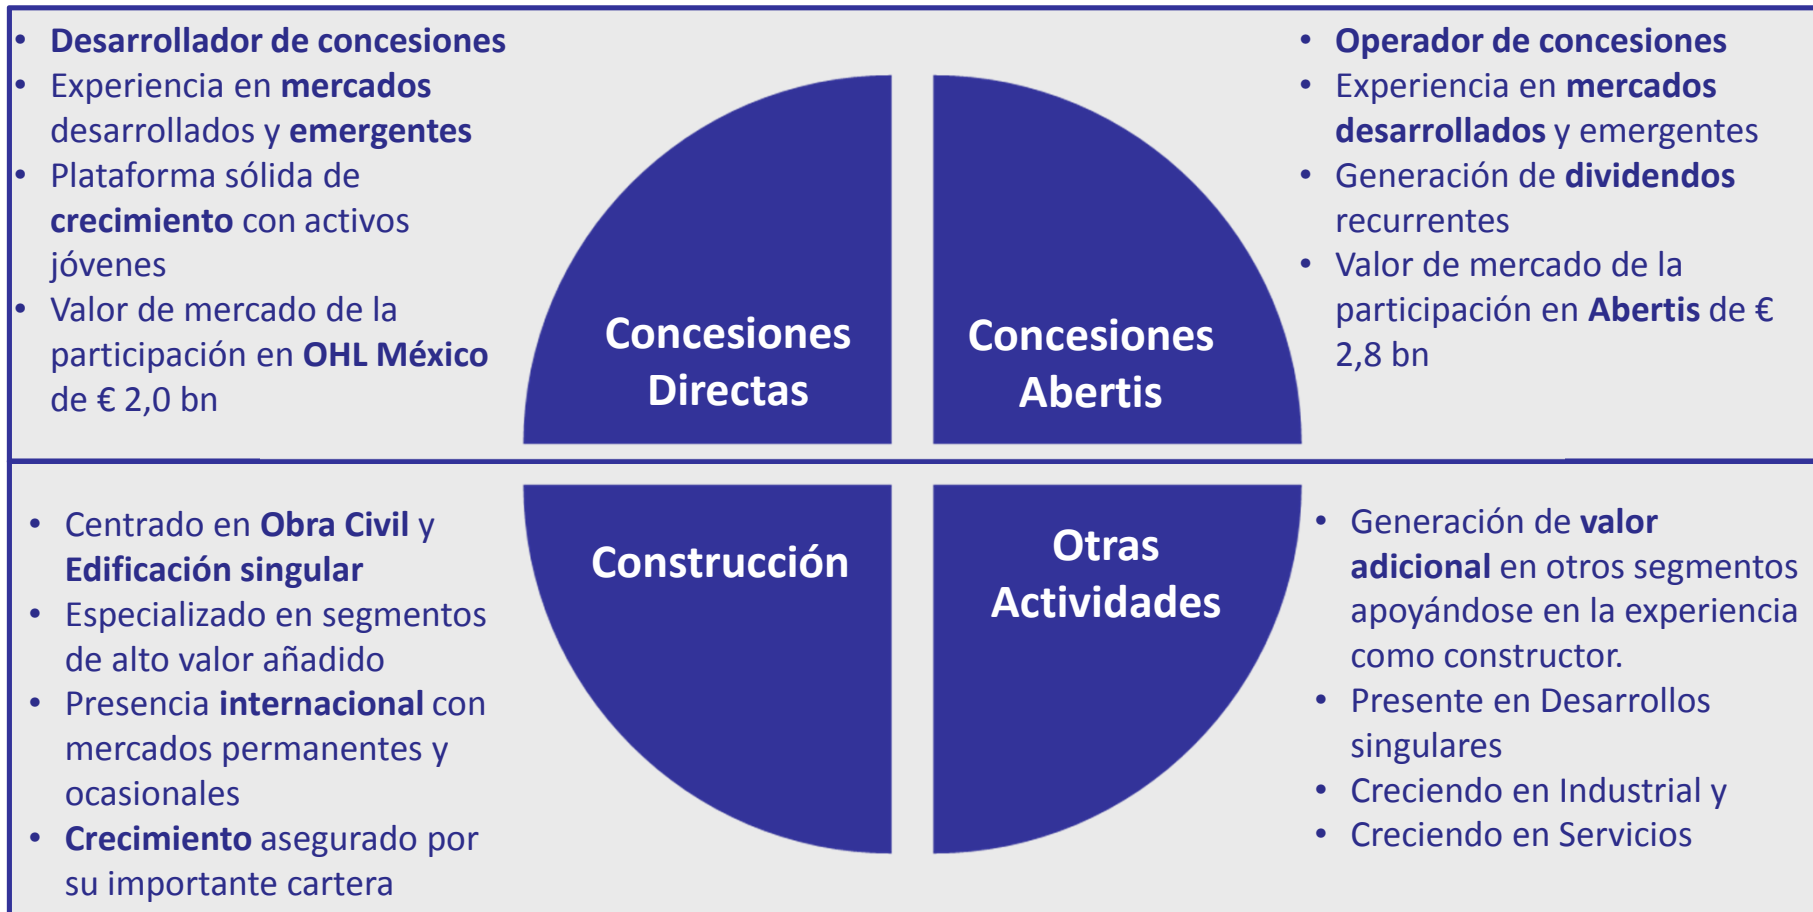 • Desarrollador de concesiones
• Experiencia en mercados
desarrollados y emergentes
• Plataforma sólida de
crecimiento con activos
jóvenes
• Valor de mercado de la
participación en OHL México
de € 2,0 bn
Concesiones
Directas
Concesiones
Abertis
• Operador de concesiones
• Experiencia en mercados
desarrollados y emergentes
• Generación de dividendos
recurrentes
• Valor de mercado de la
participación en Abertis de €
2,8 bn
• Centrado en Obra Civil y
Edificación singular
• Especializado en segmentos
de alto valor añadido
• Presencia internacional con
mercados permanentes y
ocasionales
• Crecimiento asegurado por
su importante cartera
Construcción
Otras
Actividades
• Generación de valor
adicional en otros segmentos
apoyándose en la experiencia
como constructor.
• Presente en Desarrollos
singulares
• Creciendo en Industrial y
• Creciendo en Servicios